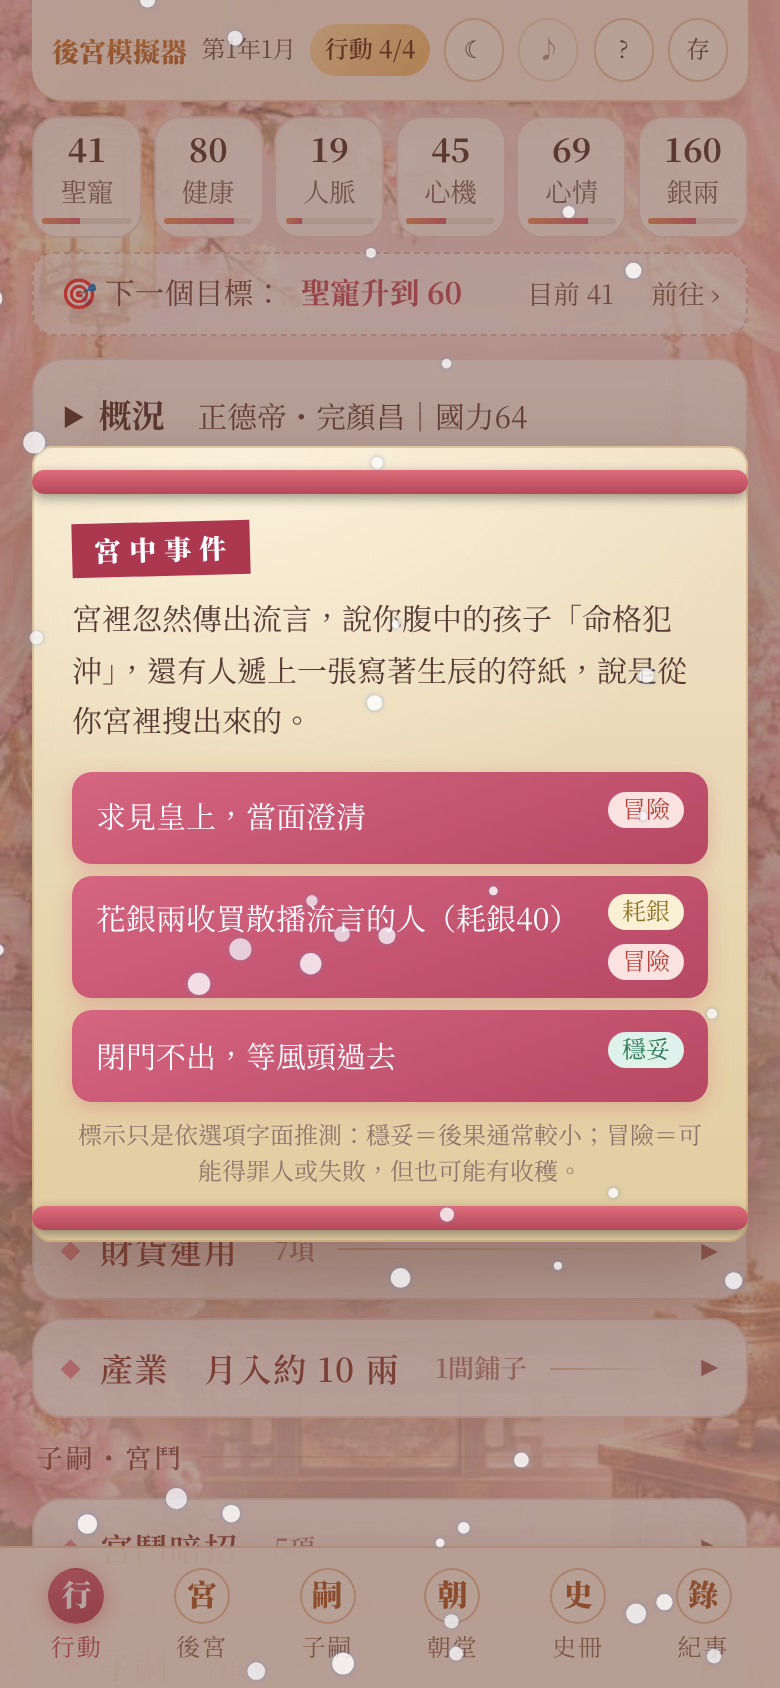 後宮模擬器 第1年1月 行動 4/4 ☾ ♪ ? 存
41 80 19 45 69 160
聖寵 健康 人脈 心機 心情 銀兩
🎯 下一個目標： 聖寵升到 60 目前 41 前往 ›
▶ 概況 正德帝・完顏昌｜國力64
宮中事件
宮裡忽然傳出流言，說你腹中的孩子「命格犯
沖」，還有人遞上一張寫著生辰的符紙，說是從
你宮裡搜出來的。
求見皇上，當面澄清 冒險
花銀兩收買散播流言的人（耗銀40） 耗銀
冒險
閉門不出，等風頭過去 穩妥
標示只是依選項字面推測：穩妥＝後果通常較小；冒險＝可
能得罪人或失敗，但也可能有收穫。
◆ 財貨運用 7項 ▶
◆ 產業 月入約 10 兩 1間鋪子 ▶
子嗣・宮鬥
◆ 宮鬥暗招 5項 ▶
行 宮 嗣 朝 史 錄
行動 後宮 子嗣 朝堂 史冊 紀事